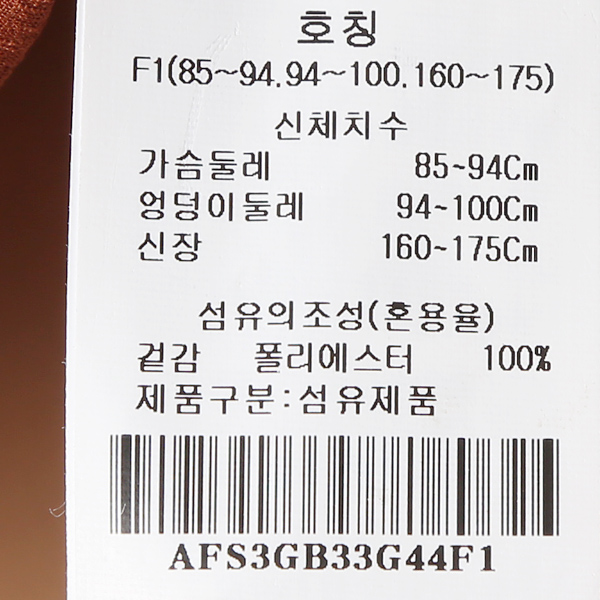 호칭
F1(85~94.94~100.160~175)
신체치수
가슴둘레 85~94Cm
엉덩이둘레 94~100Cm
신장 160~175Cm
섬유의조성(혼용율)
겉감 폴리에스터 100%
제품구분:섬유제품
AFS3GB33G44F1